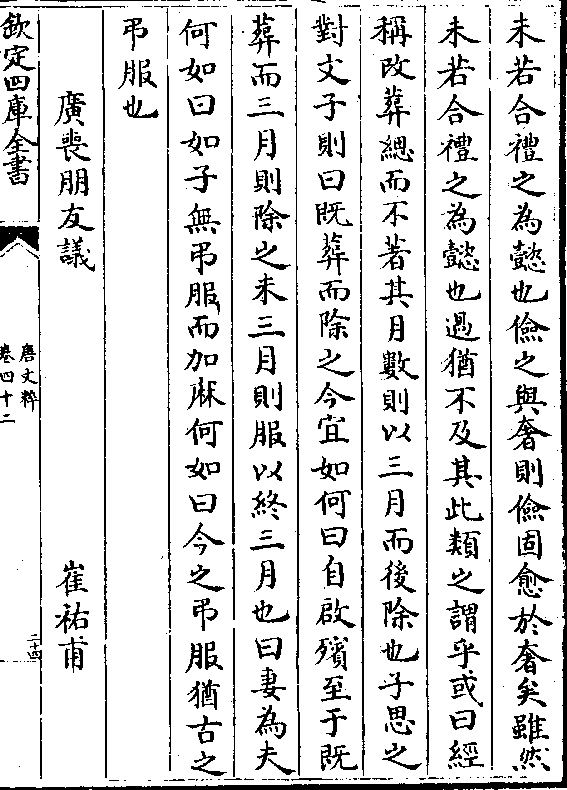 未若合禮之為懿也儉之與奢則儉固愈於奢矣雖然
未若合禮之為懿也過猶不及其此類之謂乎或曰經
稱改葬緦而不著其月數則以三月而後除也子思之
對文子則曰既葬而除之今宜如何曰自啟殯至于既
葬而三月則除之未三月則服以終三月也曰妻為夫
何如曰如子無弔服而加麻何如曰今之弔服猶古之
弔服也
廣喪朋友議 崔祐甫
欽定四庫全書
唐文粹
卷四十二
二十四